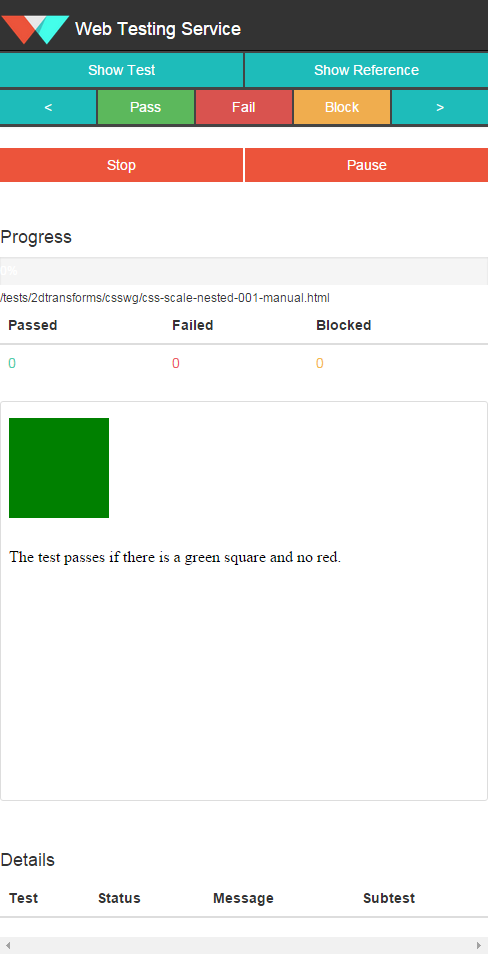 Web Testing Service
Show Test Show Reference
< Pass Fail Block >
Stop Pause
Progress
0%
/tests/2dtransforms/csswg/css-scale-nested-001-manual.html
Passed Failed Blocked
0 0 0
The test passes if there is a green square and no red.
Details
Test Status Message Subtest